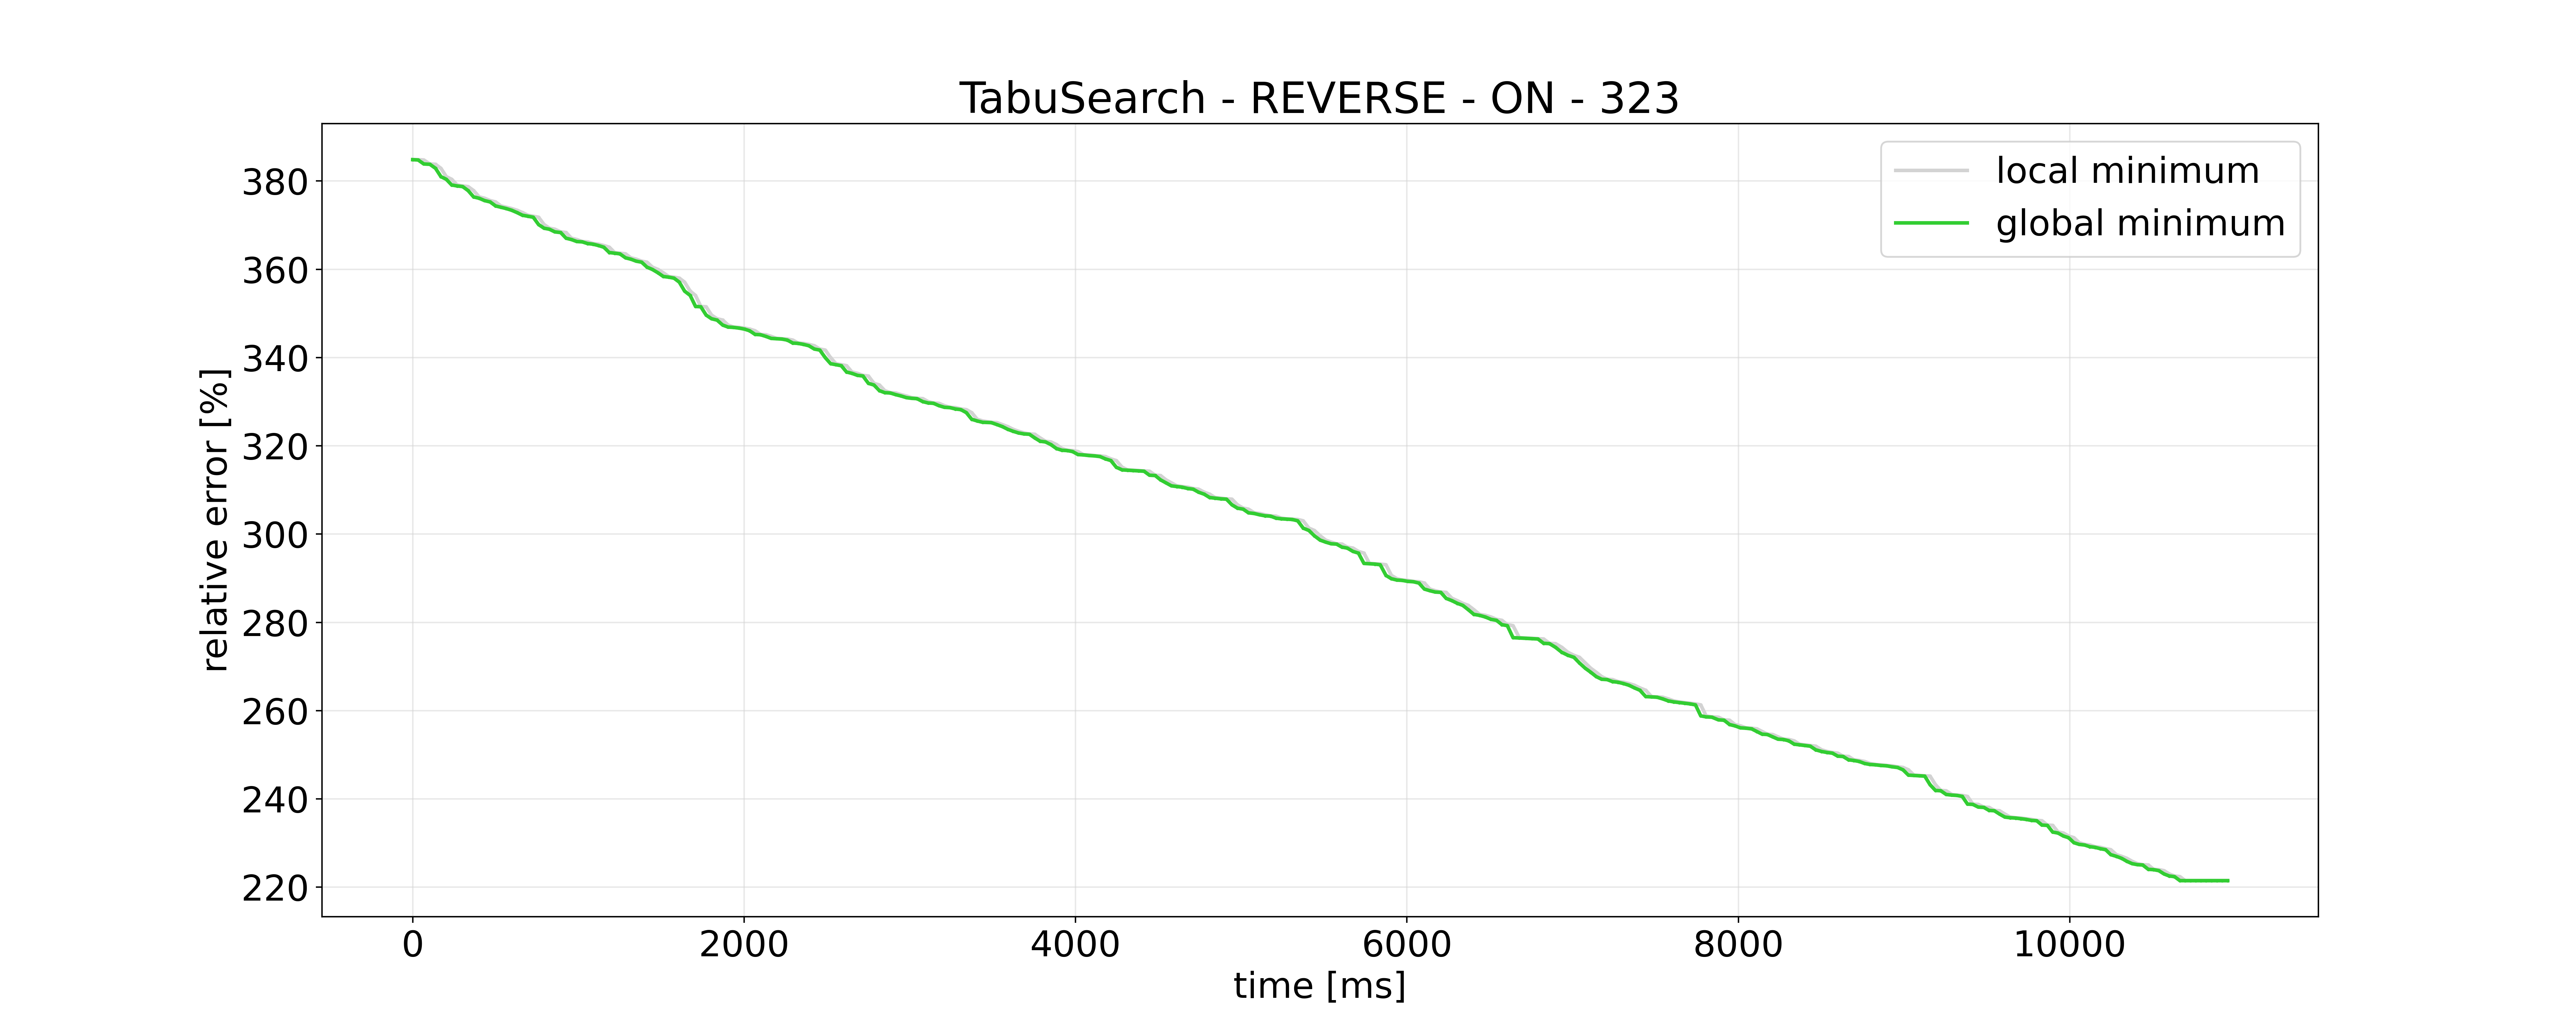 TabuSearch - REVERSE - ON - 323
local minimum
global minimum
relative error [%]
380
360
340
320
300
280
260
240
220
0 2000 4000 6000 8000 10000
time [ms]